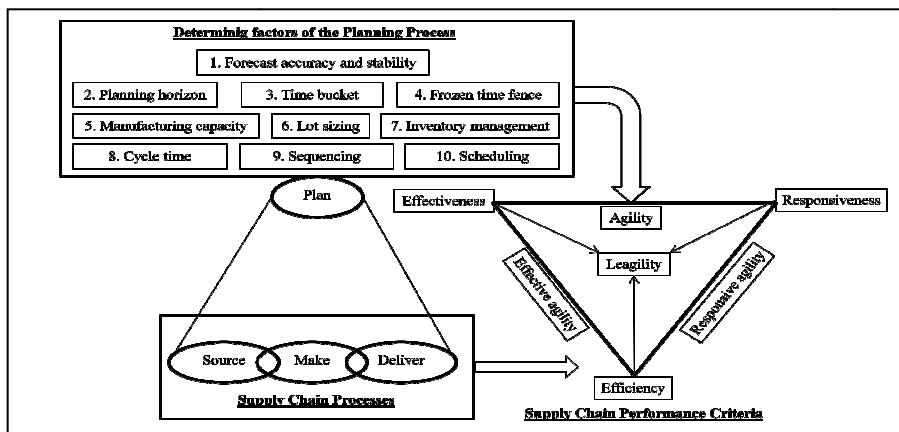 Determinig factors of the Planning Process
1. Forecast accuracy and stability
2. Planning horizon
3. Time bucket
4. Frozen time fence
5. Manufacturing capacity
6. Lot sizing
7. Inventory management
8. Cycle time
9. Sequencing
10. Scheduling
Plan
Effectiveness
Responsiveness
Agility
Leagility
Effective agility
Responsive agility
Source
Make
Deliver
Efficiency
Supply Chain Processes
Supply Chain Performance Criteria